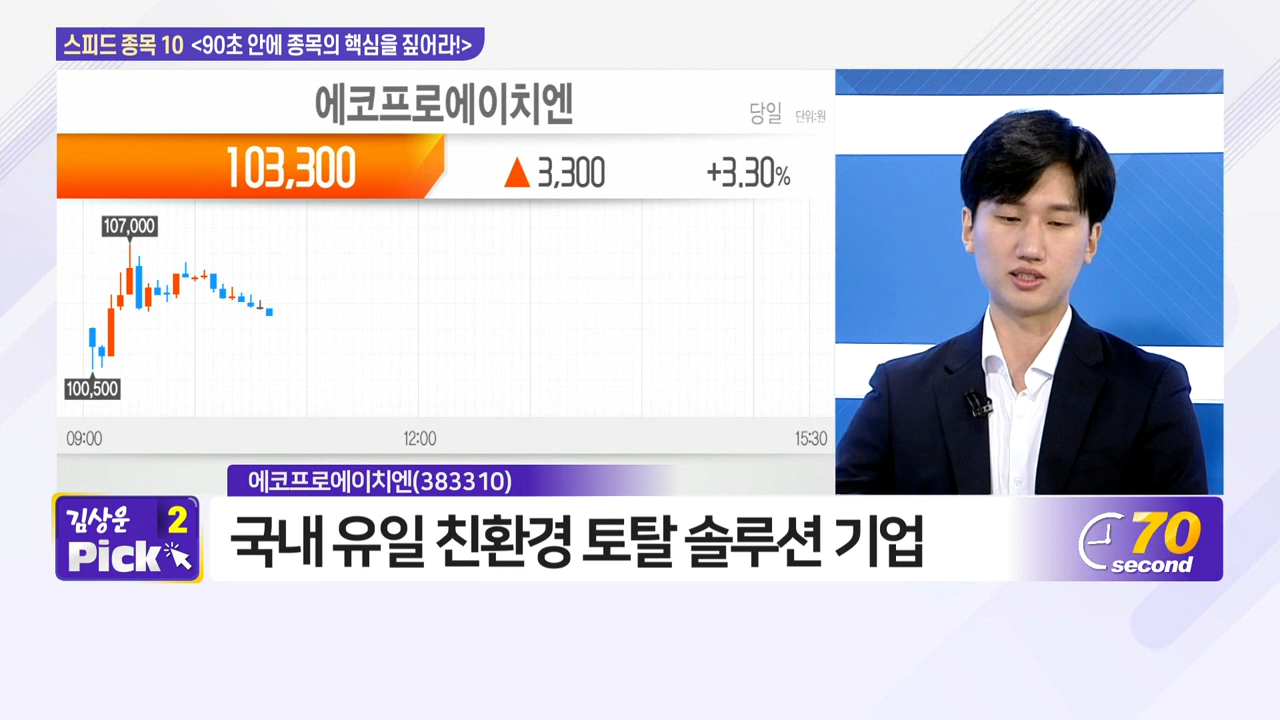 스피드 종목 10 <90초 안에 종목의 핵심을 짚어라!>
에코프로에이치엔
당일 단위:원
103,300 ▲ 3,300 +3.30%
107,000
100,500
09:00 12:00 15:30
에코프로에이치엔(383310)
김상운 2
Pick
국내 유일 친환경 토탈 솔루션 기업
70
second